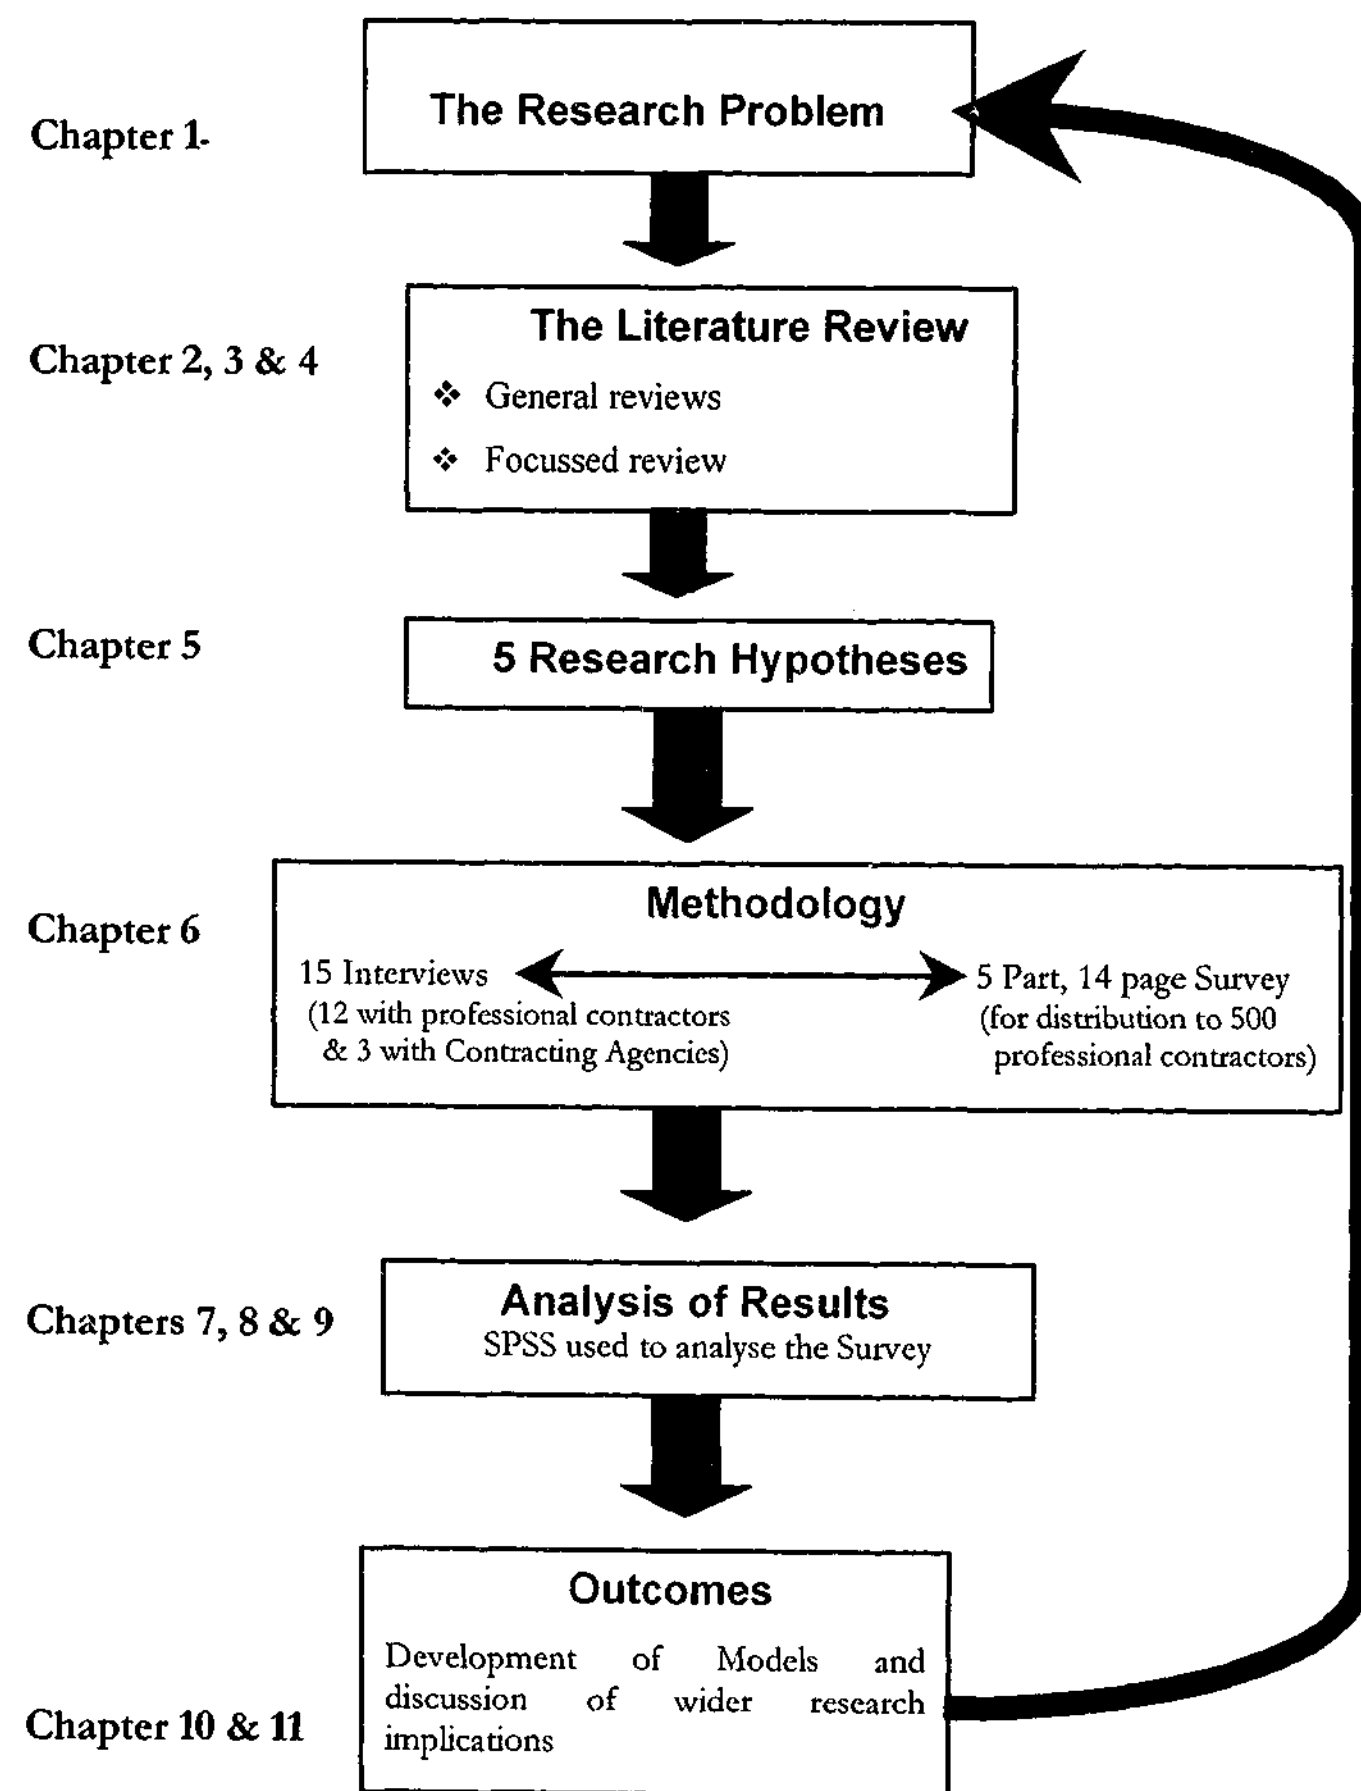 The Research Problem
Chapter 1-
The Literature Review
Chapter 2, 3 & 4
❖ General reviews
❖ Focussed review
Chapter 5
5 Research Hypotheses
Methodology
Chapter 6
15 Interviews
(12 with professional contractors
& 3 with Contracting Agencies)
5 Part, 14 page Survey
(for distribution to 500
professional contractors)
Analysis of Results
Chapters 7, 8 & 9
SPSS used to analyse the Survey
Outcomes
Development of Models and
discussion of wider research
implications
Chapter 10 & 11